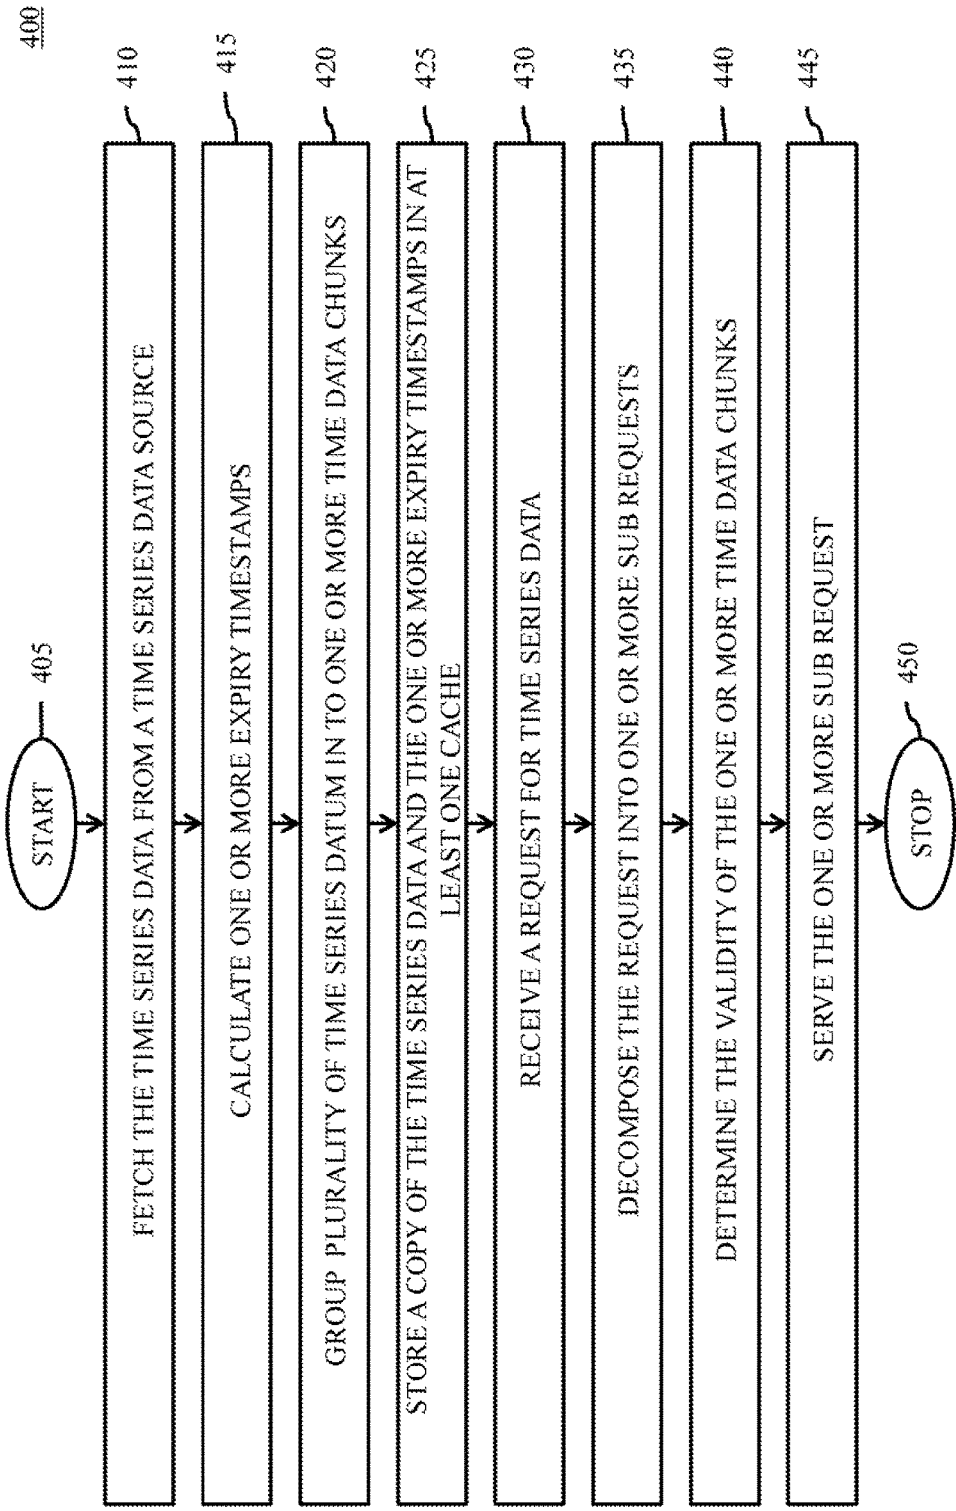 400
START
405
FETCH THE TIME SERIES DATA FROM A TIME SERIES DATA SOURCE
410
CALCULATE ONE OR MORE EXPIRY TIMESTAMPS
415
GROUP PLURALITY OF TIME SERIES DATUM IN TO ONE OR MORE TIME DATA CHUNKS
420
STORE A COPY OF THE TIME SERIES DATA AND THE ONE OR MORE EXPIRY TIMESTAMPS IN AT
LEAST ONE CACHE
425
RECEIVE A REQUEST FOR TIME SERIES DATA
430
DECOMPOSE THE REQUEST INTO ONE OR MORE SUB REQUESTS
435
DETERMINE THE VALIDITY OF THE ONE OR MORE TIME DATA CHUNKS
440
SERVE THE ONE OR MORE SUB REQUEST
445
STOP
450